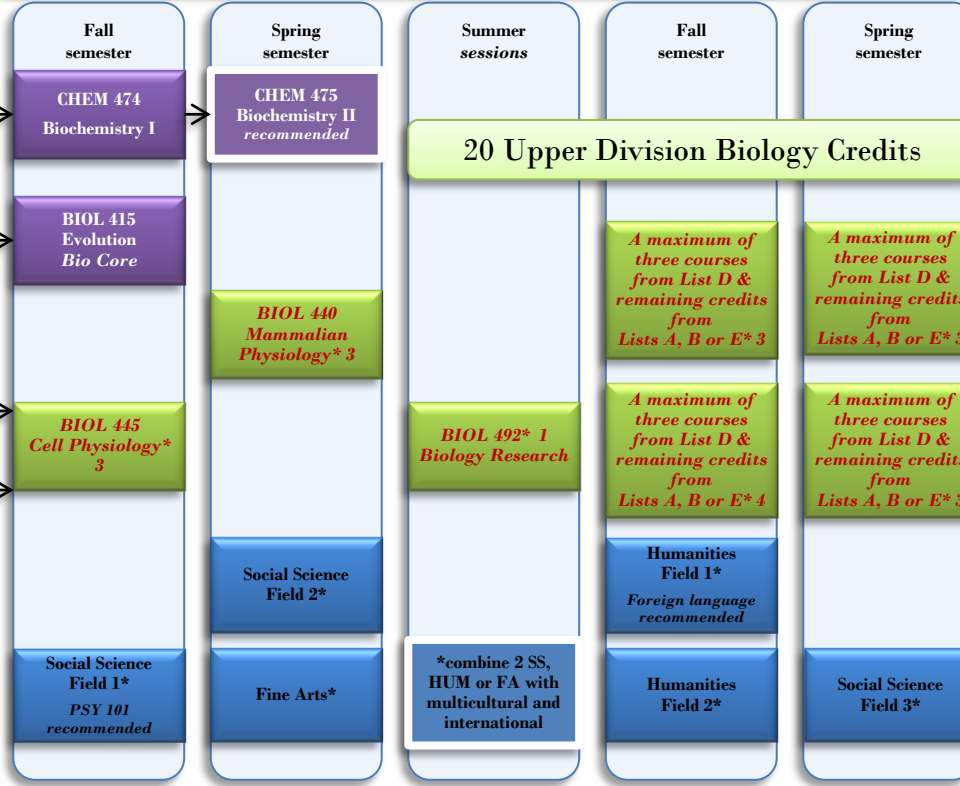 Fall
semester
CHEM 474
Biochemistry I
BIOL 415
Evolution
Bio Core
BIOL 445
Cell Physiology*
3
Social Science
Field 1*
PSY 101
recommended
Spring
semester
CHEM 475
Biochemistry II
recommended
BIOL 440
Mammalian
Physiology* 3
Social Science
Field 2*
Fine Arts*
Summer
sessions
20 Upper Division Biology Credits
BIOL 492* 1
Biology Research
*combine 2 SS,
HUM or FA with
multicultural and
international
Fall
semester
A maximum of
three courses
from List D &
remaining credits
from
Lists A, B or E* 3
A maximum of
three courses
from List D &
remaining credits
from
Lists A, B or E* 4
Humanities
Field 1*
Foreign language
recommended
Humanities
Field 2*
Spring
semester
A maximum of
three courses
from List D &
remaining credits
from
Lists A, B or E* 3
A maximum of
three courses
from List D &
remaining credits
from
Lists A, B or E* 3
Social Science
Field 3*